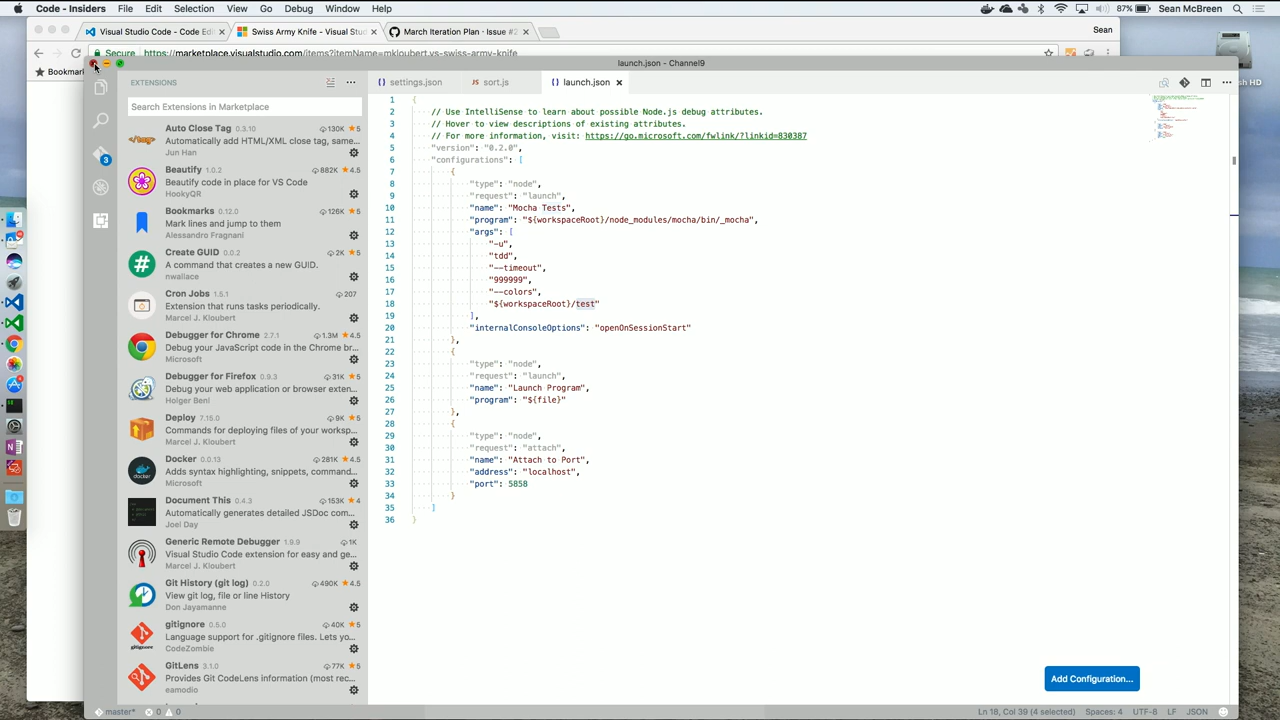 Code - Insiders File Edit Selection View Go Debug Window Help 87% Sean McBreen
Visual Studio Code - Code Edi
Swiss Army Knife - Visual Stu
March Iteration Plan · Issue #2
Sean
Secure https://marketplace.visualstudio.com/items?itemName=mkloubert.vs-swiss-army-knife
Bookmar
launch.json - Channel9
EXTENSIONS
settings.json sort.js launch.json
Search Extensions in Marketplace
3
Auto Close Tag 0.3.10 130K 5
Automatically add HTML/XML close tag, same...
Jun Han
Beautify 1.0.2 882K 4.5
Beautify code in place for VS Code
HookyQR
Bookmarks 0.12.0 126K 5
Mark lines and jump to them
Alessandro Fragnani
Create GUID 0.0.2 2K 5
A command that creates a new GUID.
nwallace
Cron Jobs 1.5.1 207
Extension that runs tasks periodically.
Marcel J. Kloubert
Debugger for Chrome 2.7.1 1.3M 4.5
Debug your JavaScript code in the Chrome br...
Microsoft
Debugger for Firefox 0.9.3 31K 5
Debug your web application or browser exten...
Holger Benl
Deploy 7.15.0 9K 5
Commands for deploying files of your worksp...
Marcel J. Kloubert
Docker 0.0.13 281K 4.5
Adds syntax highlighting, snippets, command...
Microsoft
Document This 0.4.3 153K 4
Automatically generates detailed JSDoc com...
Joel Day
Generic Remote Debugger 1.9.9 1K
Visual Studio Code extension for easy and ge...
Marcel J. Kloubert
Git History (git log) 0.2.0 490K 4.5
View git log, file or line History
Don Jayamanne
gitignore 0.5.0 40K 5
Language support for .gitignore files. Lets yo...
CodeZombie
GitLens 3.1.0 77K 5
Provides Git CodeLens information (most rec...
eamodio
1 {
2 // Use IntelliSense to learn about possible Node.js debug attributes.
3 // Hover to view descriptions of existing attributes.
4 // For more information, visit: https://go.microsoft.com/fwlink/?linkid=830387
5 "version": "0.2.0",
6 "configurations": [
7 {
8 "type": "node",
9 "request": "launch",
10 "name": "Mocha Tests",
11 "program": "${workspaceRoot}/node_modules/mocha/bin/_mocha",
12 "args": [
13 "-u",
14 "tdd",
15 "--timeout",
16 "999999",
17 "--colors",
18 "${workspaceRoot}/test"
19 ],
20 "internalConsoleOptions": "openOnSessionStart"
21 },
22 {
23 "type": "node",
24 "request": "launch",
25 "name": "Launch Program",
26 "program": "${file}"
27 },
28 {
29 "type": "node",
30 "request": "attach",
31 "name": "Attach to Port",
32 "address": "localhost",
33 "port": 5858
34 }
35 ]
36 }
Add Configuration...
master* 0 0 Ln 18, Col 39 (4 selected) Spaces: 4 UTF-8 LF JSON